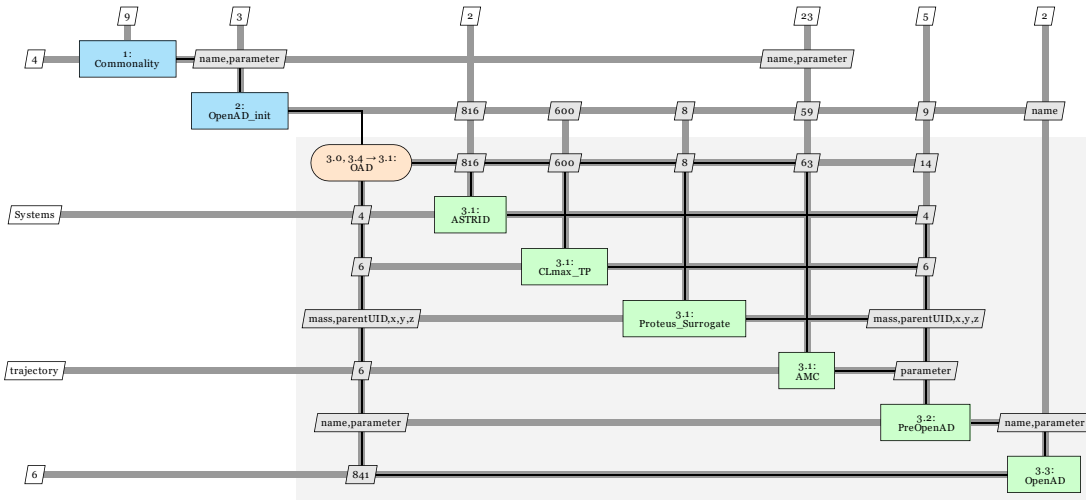 9
3
2
23
5
2
4
1:
Commonality
name,parameter
name,parameter
2:
OpenAD_init
816
600
8
59
9
name
3.0, 3.4 → 3.1:
OAD
816
600
8
63
14
Systems
4
3.1:
ASTRID
4
6
3.1:
CLmax_TP
6
mass,parentUID,x,y,z
3.1:
Proteus_Surrogate
mass,parentUID,x,y,z
trajectory
6
3.1:
AMC
parameter
name,parameter
3.2:
PreOpenAD
name,parameter
6
841
3.3:
OpenAD